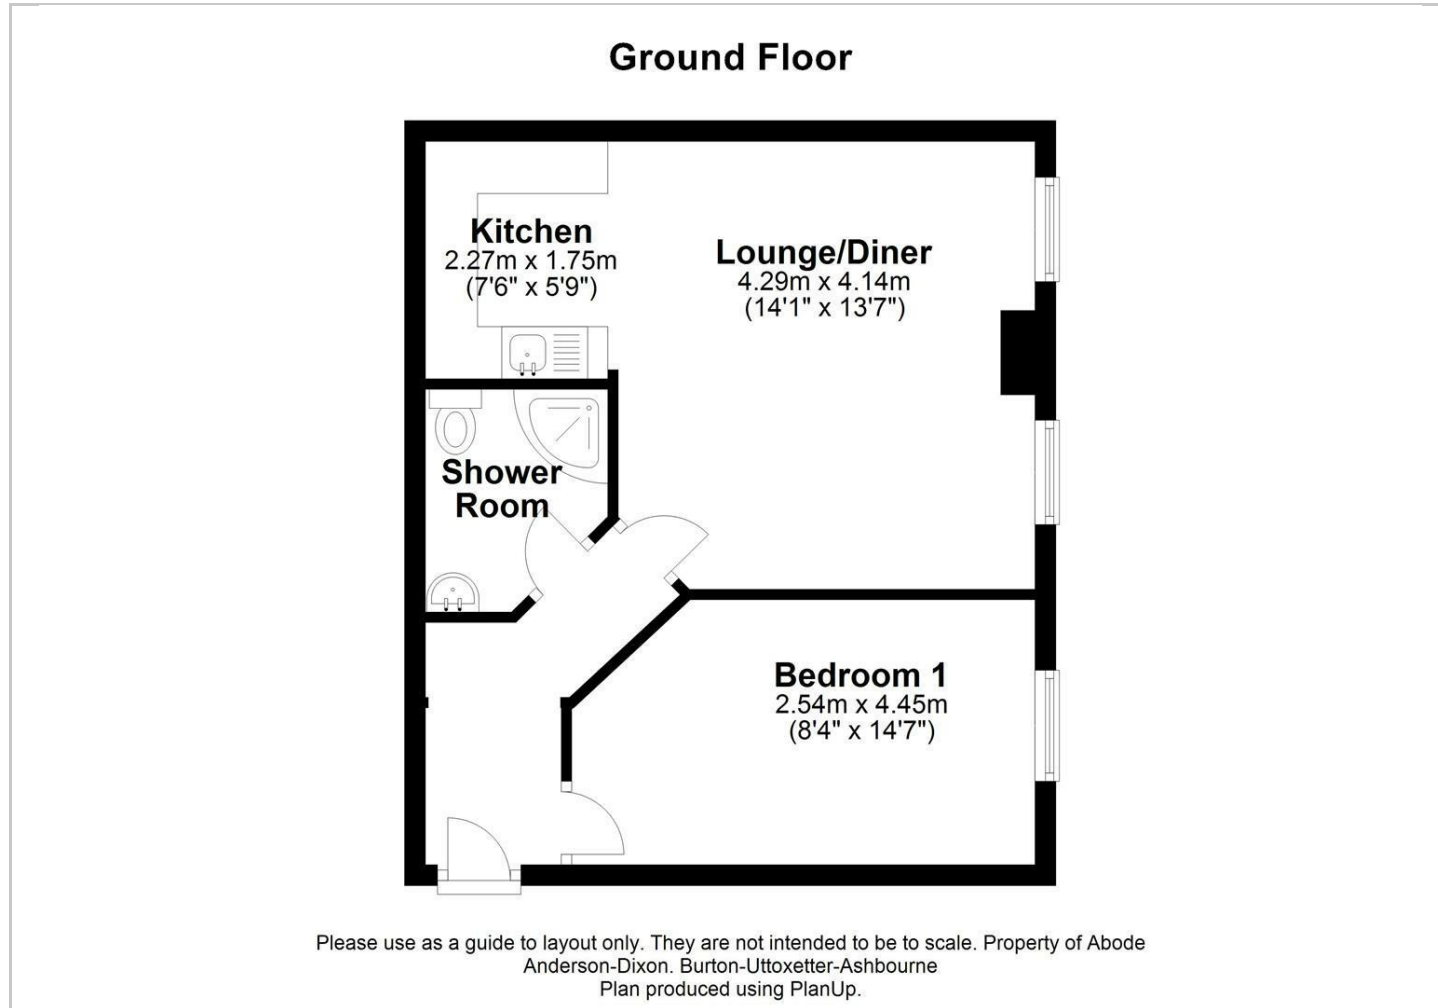 Ground Floor
Kitchen
2.27m x 1.75m
(7'6" x 5'9")
Lounge/Diner
4.29m x 4.14m
(14'1" x 13'7")
Shower
Room
Bedroom 1
2.54m x 4.45m
(8'4" x 14'7")
Please use as a guide to layout only. They are not intended to be to scale. Property of Abode
Anderson-Dixon. Burton-Uttoxetter-Ashbourne
Plan produced using PlanUp.